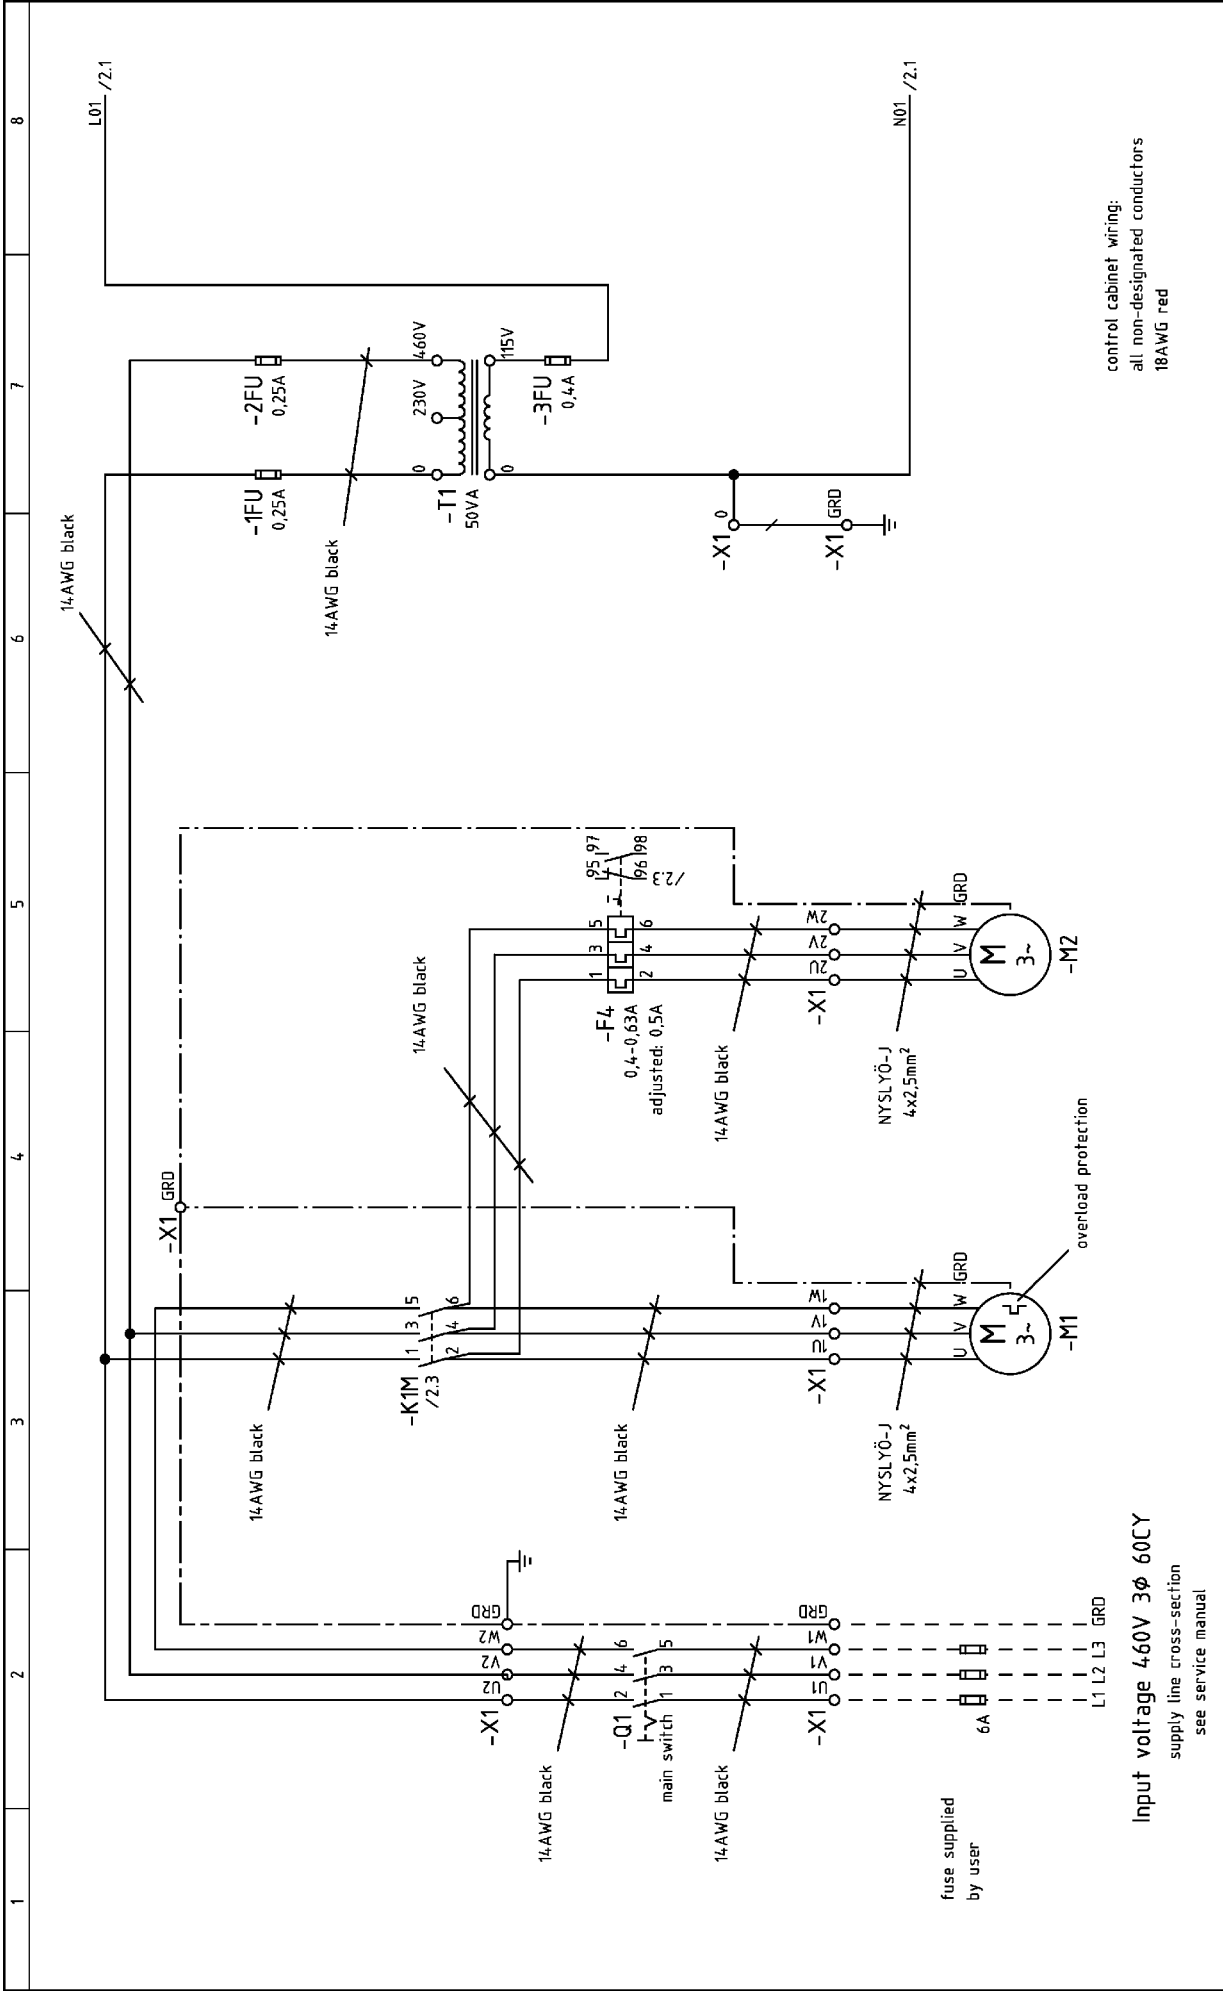 1
2
3
4
5
6
7
8
fuse supplied
by user
14AWG black
14AWG black
main switch
-Q1
2 4 6
1 3 5
-X1
U2 V2 W2 GRD
-X1
U1 V1 W1 GRD
6A
L1 L2 L3 GRD
Input voltage 460V 3Ø 60CY
supply line cross-section
see service manual
14AWG black
-K1M
/2.3
1 3 5
2 4 6
14AWG black
-X1
1U 1V 1W
NYSLYÖ-J
4x2,5mm²
U V W GRD
M
3~
-M1
overload protection
-X1 GRD
14AWG black
-F4
0,4-0,63A
adjusted: 0,5A
1 3 5
2 4 6
95 97
96 98
/2.3
14AWG black
-X1
2U 2V 2W
NYSLYÖ-J
4x2,5mm²
U V W GRD
M
3~
-M2
14AWG black
-1FU
0,25A
-2FU
0,25A
14AWG black
-T1
50VA
0 230V 460V
0 115V
-3FU
0,4A
-X1 0
-X1 GRD
L01 /2.1
N01 /2.1
control cabinet wiring:
all non-designated conductors
18AWG red